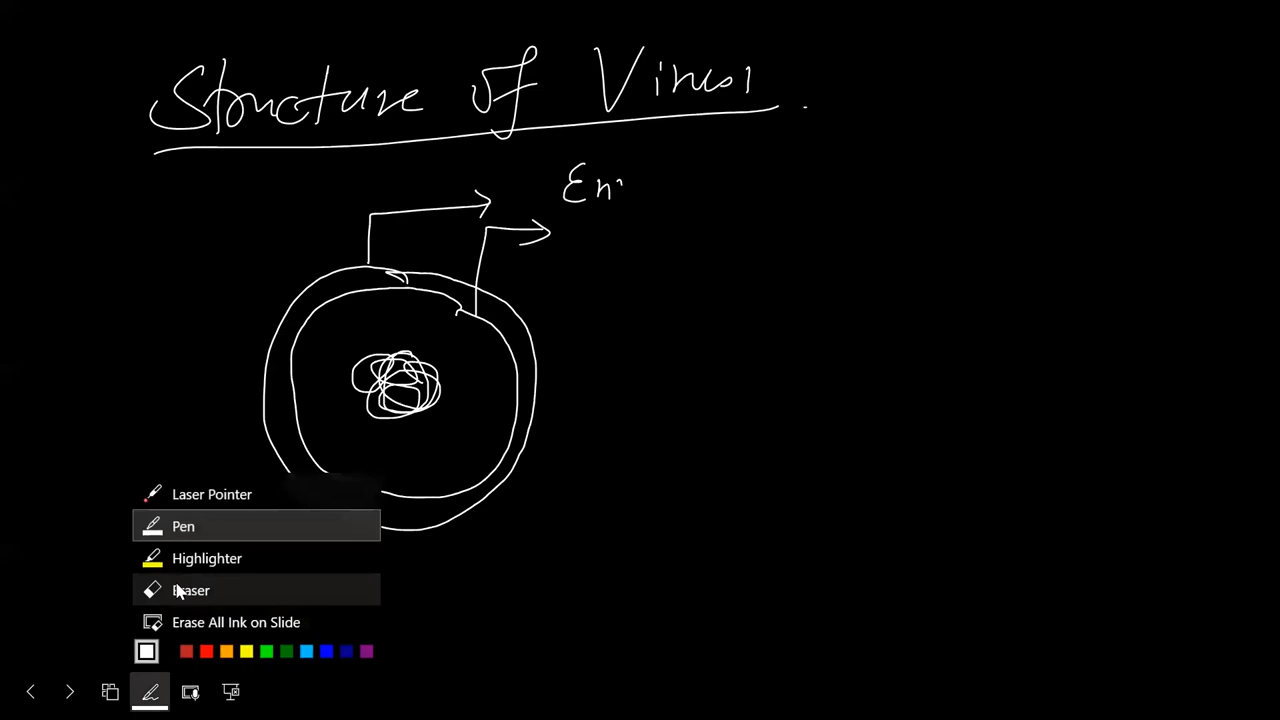 Structure of Virus
En
Laser Pointer
Pen
Highlighter
Eraser
Erase All Ink on Slide